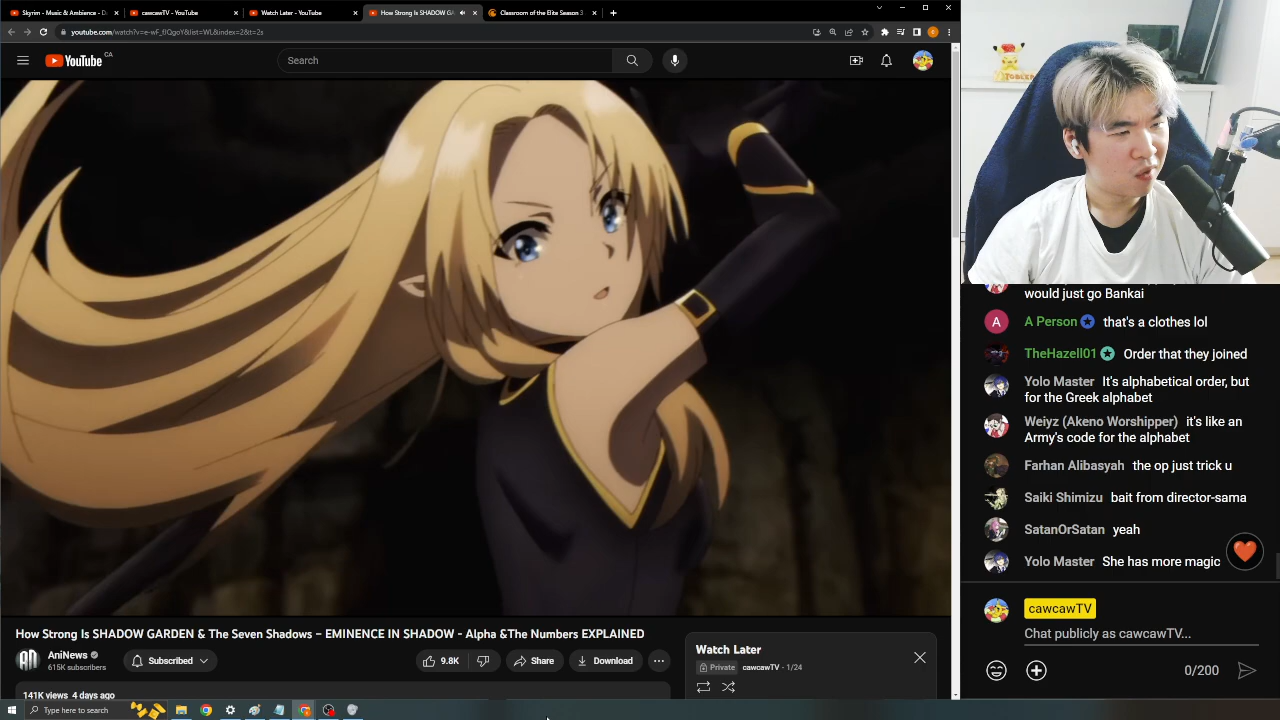 Skyrim - Music & Ambience - D
cawcawTV - YouTube
Watch Later - YouTube
How Strong Is SHADOW GA
Classroom of the Elite Season 3
youtube.com/watch?v=e-wF_fJQgoY&list=WL&index=2&t=2s
YouTube CA
Search
would just go Bankai
A Person that's a clothes lol
TheHazell01 Order that they joined
Yolo Master It's alphabetical order, but
for the Greek alphabet
Weiyz (Akeno Worshipper) it's like an
Army's code for the alphabet
Farhan Alibasyah the op just trick u
Saiki Shimizu bait from director-sama
SatanOrSatan yeah
Yolo Master She has more magic
cawcawTV
Chat publicly as cawcawTV...
0/200
How Strong Is SHADOW GARDEN & The Seven Shadows – EMINENCE IN SHADOW - Alpha &The Numbers EXPLAINED
AniNews
615K subscribers
Subscribed
9.8K
Share
Download
Watch Later
Private cawcawTV - 1/24
141K views 4 days ago
Type here to search